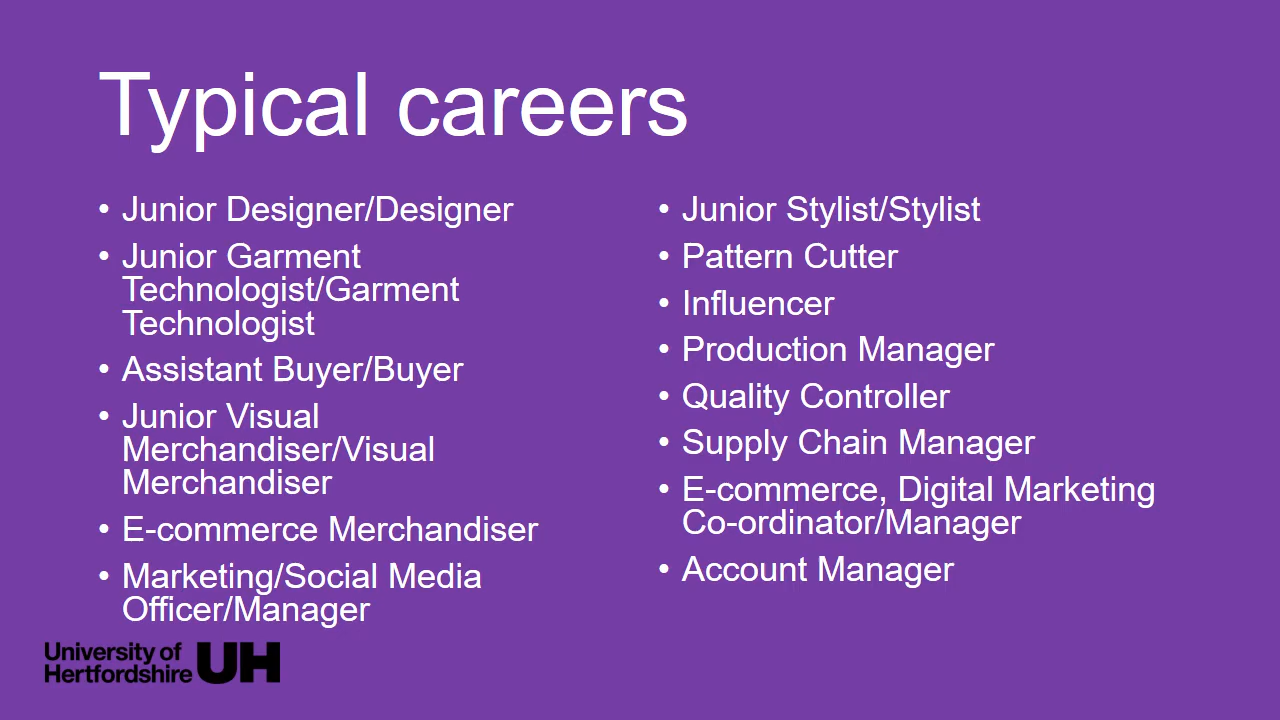 Typical careers
• Junior Designer/Designer
• Junior Garment
Technologist/Garment
Technologist
• Assistant Buyer/Buyer
• Junior Visual
Merchandiser/Visual
Merchandiser
• E-commerce Merchandiser
• Marketing/Social Media
Officer/Manager
• Junior Stylist/Stylist
• Pattern Cutter
• Influencer
• Production Manager
• Quality Controller
• Supply Chain Manager
• E-commerce, Digital Marketing
Co-ordinator/Manager
• Account Manager
University of
Hertfordshire UH